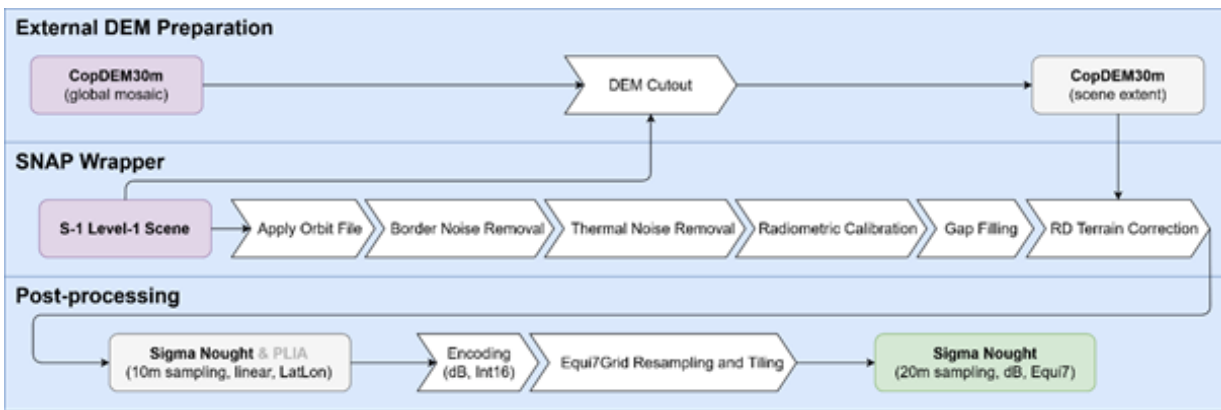 External DEM Preparation
CopDEM30m
(global mosaic)
DEM Cutout
CopDEM30m
(scene extent)
SNAP Wrapper
S-1 Level-1 Scene
Apply Orbit File
Border Noise Removal
Thermal Noise Removal
Radiometric Calibration
Gap Filling
RD Terrain Correction
Post-processing
Sigma Nought & PLIA
(10m sampling, linear, LatLon)
Encoding
(dB, Int16)
Equi7Grid Resampling and Tiling
Sigma Nought
(20m sampling, dB, Equi7)